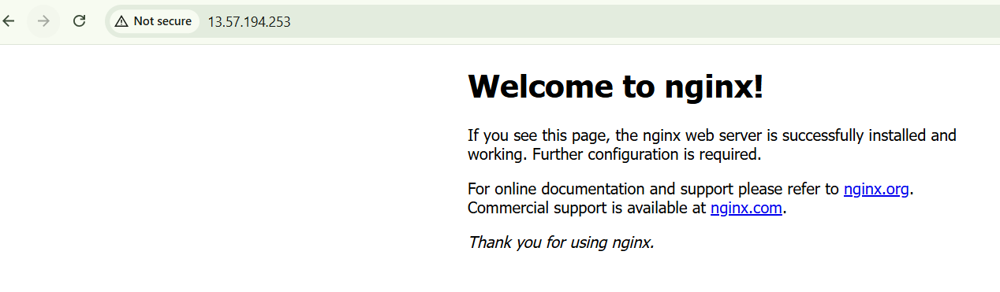 Not secure 13.57.194.253
Welcome to nginx!
If you see this page, the nginx web server is successfully installed and
working. Further configuration is required.
For online documentation and support please refer to nginx.org.
Commercial support is available at nginx.com.
Thank you for using nginx.